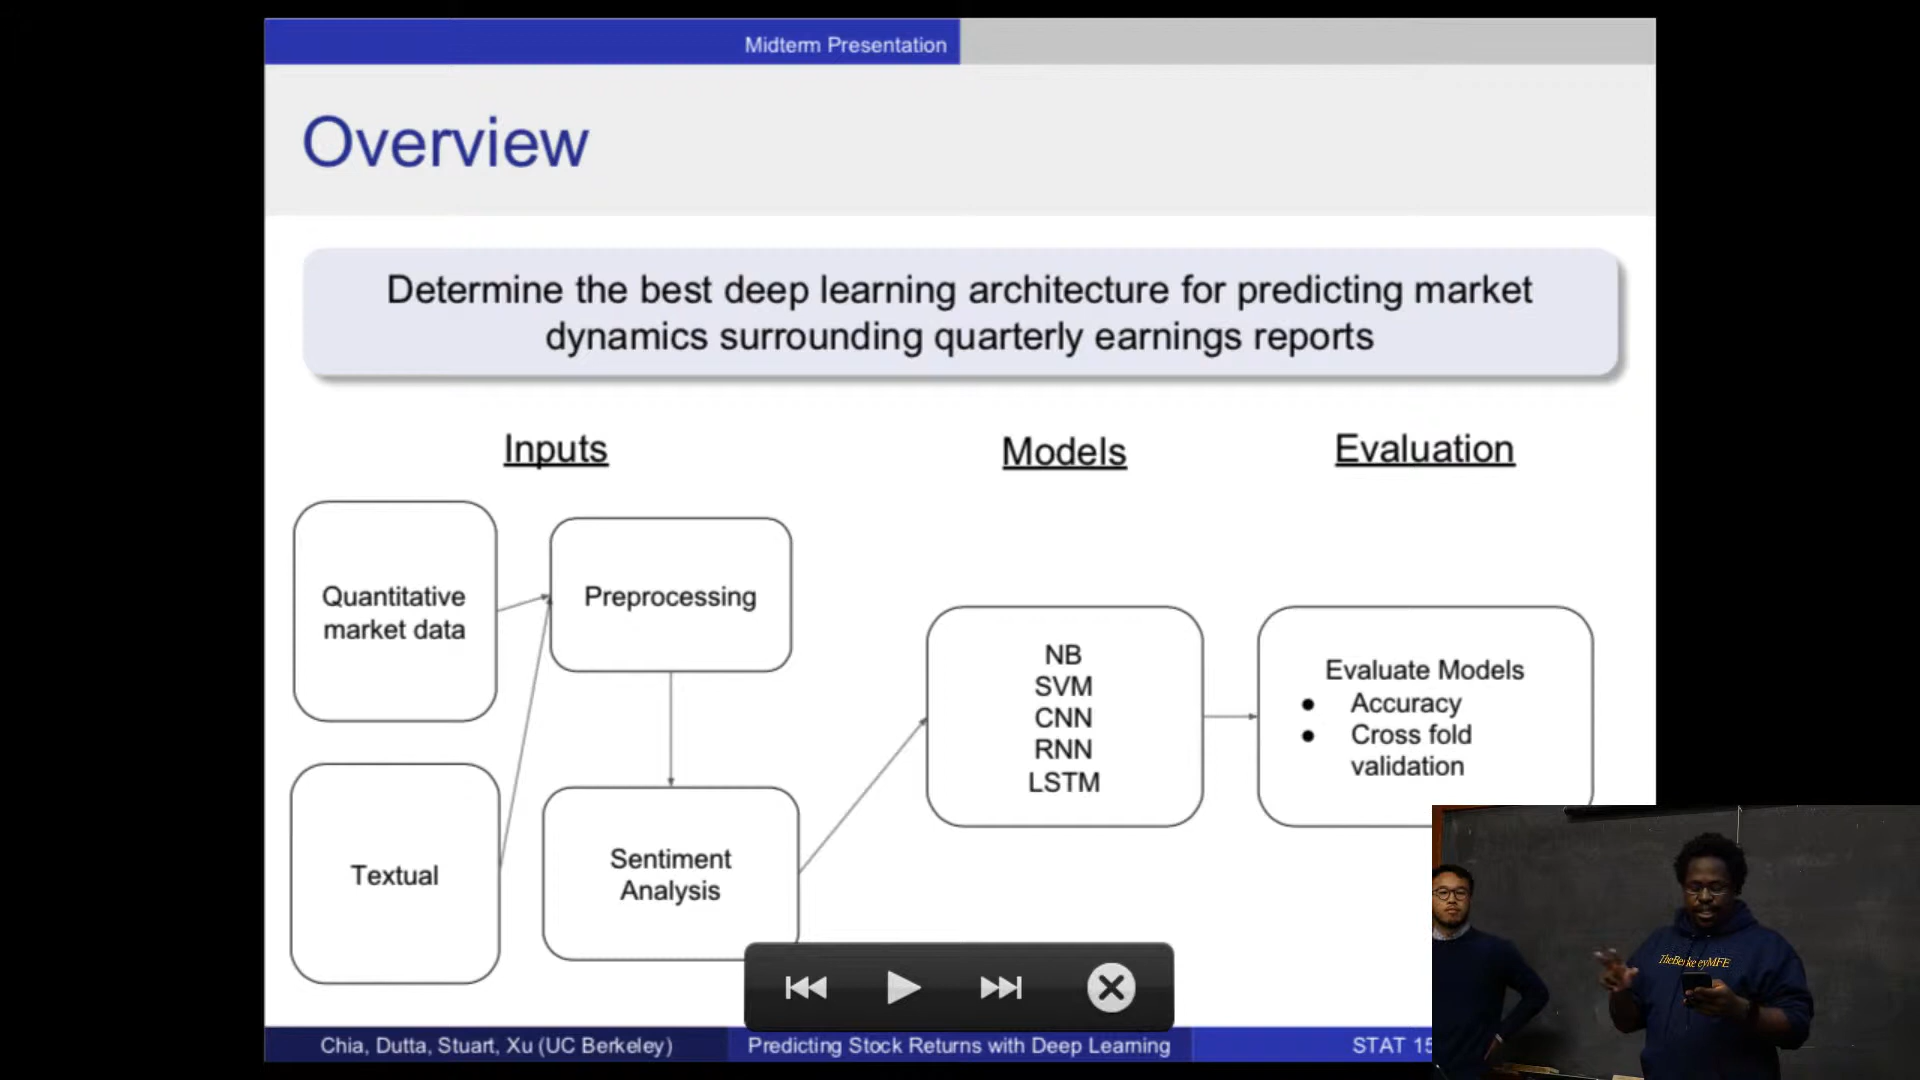 Midterm Presentation
Overview
Determine the best deep learning architecture for predicting market
dynamics surrounding quarterly earnings reports
Inputs
Models
Evaluation
Quantitative
market data
Preprocessing
Textual
Sentiment
Analysis
NB
SVM
CNN
RNN
LSTM
Evaluate Models
● Accuracy
● Cross fold
validation
TheBerkeleyMFE
Chia, Dutta, Stuart, Xu (UC Berkeley)
Predicting Stock Returns with Deep Learning
STAT 15